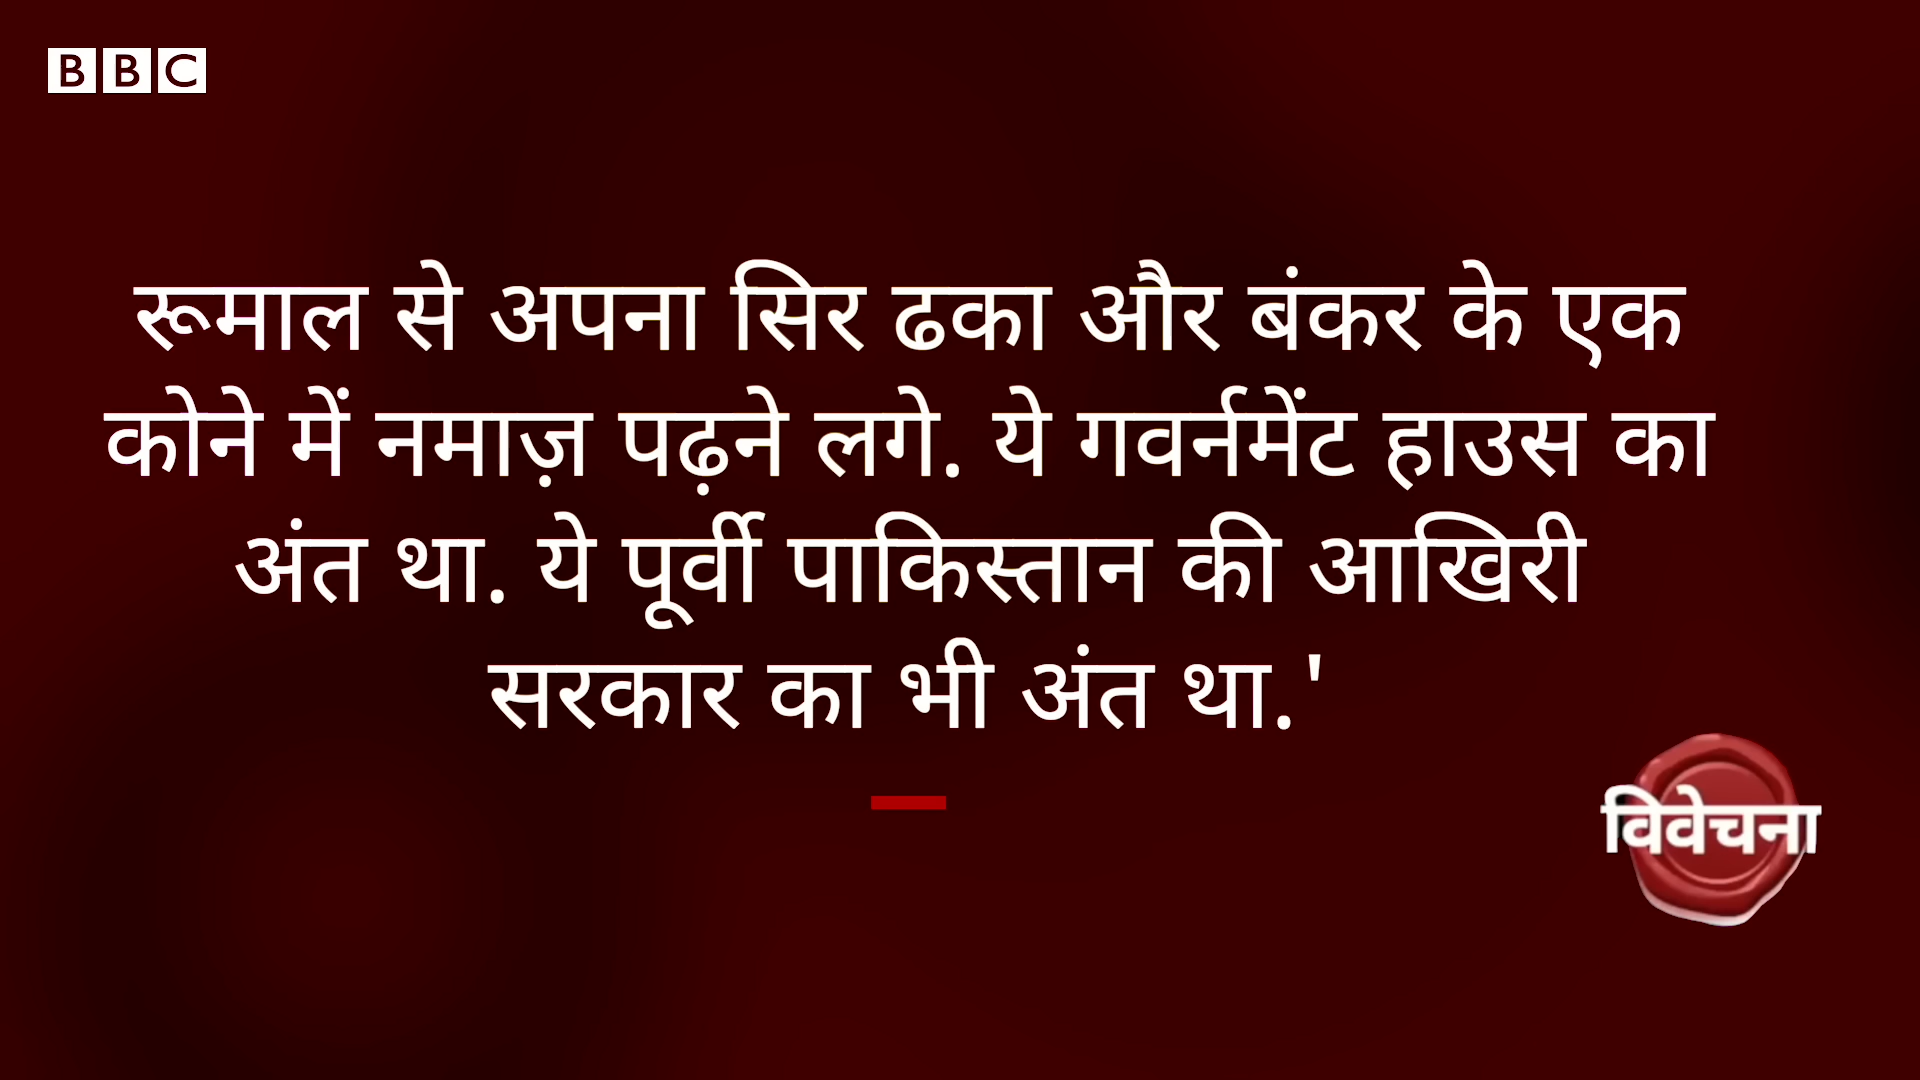 BBC
रूमाल से अपना सिर ढका और बंकर के एक
कोने में नमाज़ पढ़ने लगे. ये गवर्नमेंट हाउस का
अंत था. ये पूर्वी पाकिस्तान की आखिरी
सरकार का भी अंत था.'
विवेचना